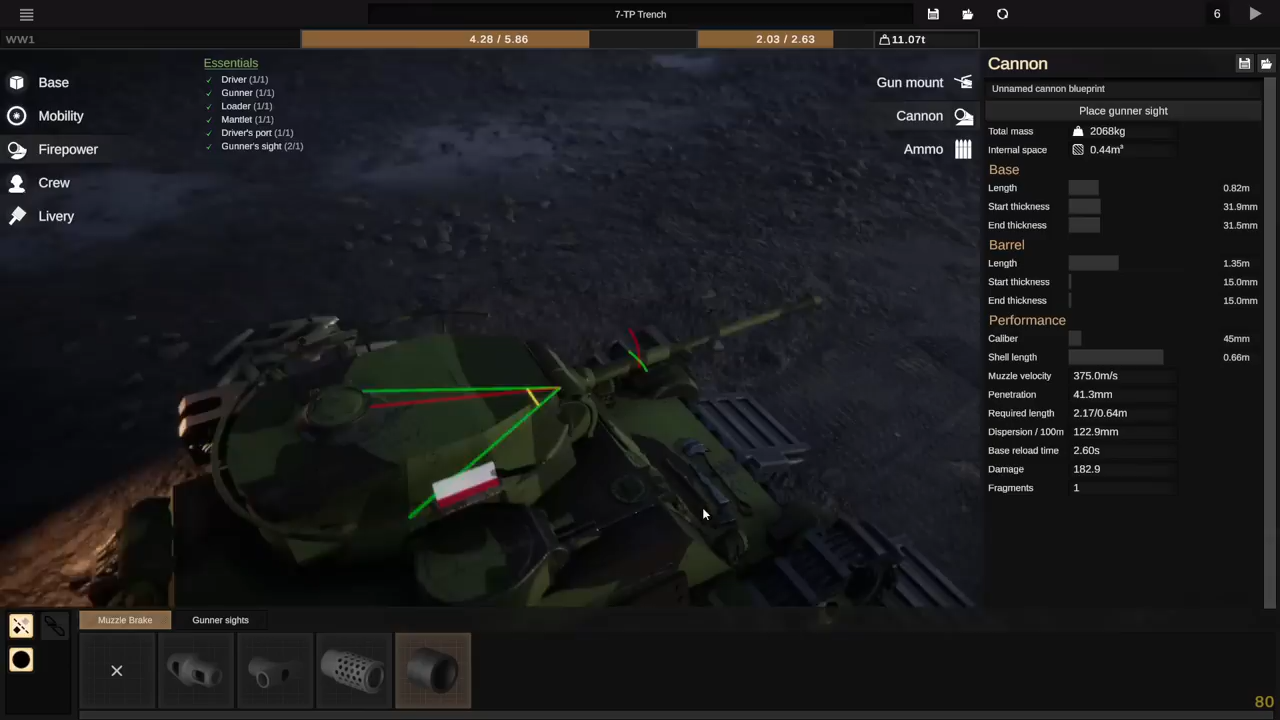 7-TP Trench
6
WW1
4.28 / 5.86
2.03 / 2.63
11.07t
Base
Mobility
Firepower
Crew
Livery
Essentials
✓ Driver (1/1)
✓ Gunner (1/1)
✓ Loader (1/1)
✓ Mantlet (1/1)
✓ Driver's port (1/1)
✓ Gunner's sight (2/1)
Gun mount
Cannon
Ammo
Cannon
Unnamed cannon blueprint
Place gunner sight
Total mass 2068kg
Internal space 0.44m³
Base
Length 0.82m
Start thickness 31.9mm
End thickness 31.5mm
Barrel
Length 1.35m
Start thickness 15.0mm
End thickness 15.0mm
Performance
Caliber 45mm
Shell length 0.66m
Muzzle velocity 375.0m/s
Penetration 41.3mm
Required length 2.17/0.64m
Dispersion / 100m 122.9mm
Base reload time 2.60s
Damage 182.9
Fragments 1
Muzzle Brake
Gunner sights
80